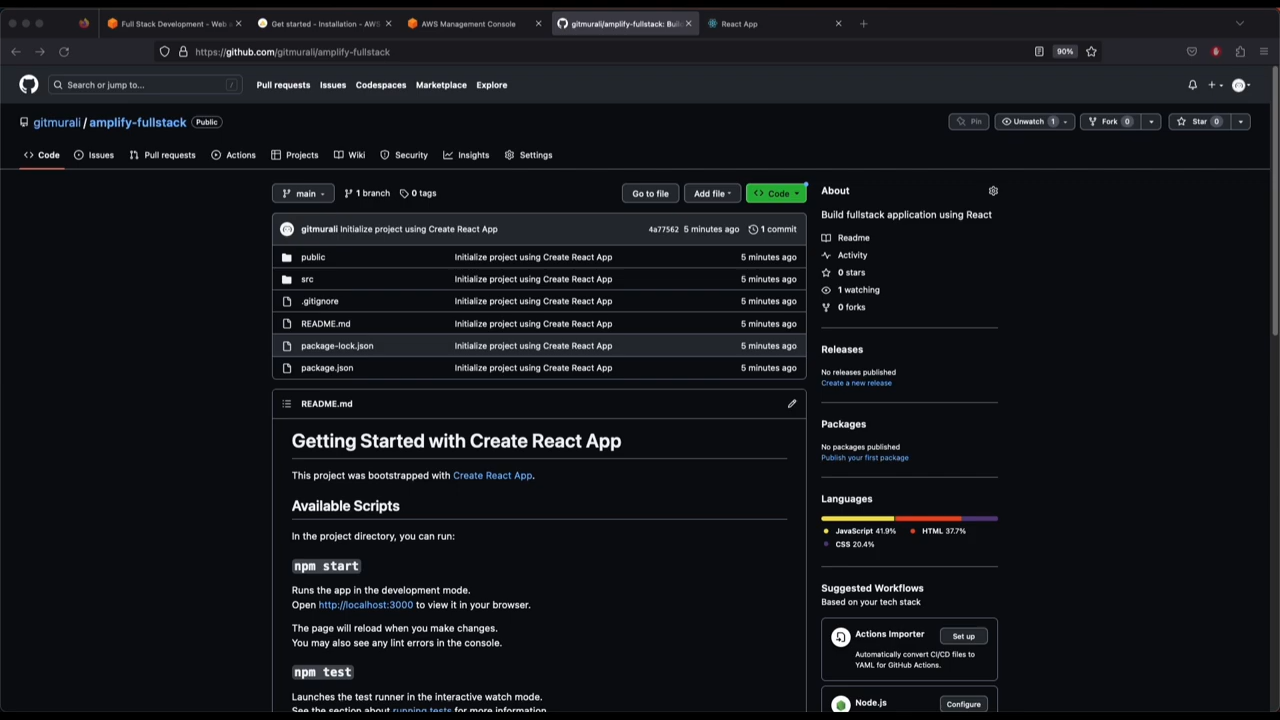 Full Stack Development - Web
Get started - Installation - AWS
AWS Management Console
gitmurali/amplify-fullstack: Buil
React App
https://github.com/gitmurali/amplify-fullstack
90%
Search or jump to...
/
Pull requests Issues Codespaces Marketplace Explore
gitmurali / amplify-fullstack Public
Pin Unwatch 1 Fork 0 Star 0
Code Issues Pull requests Actions Projects Wiki Security Insights Settings
main 1 branch 0 tags Go to file Add file Code
gitmurali Initialize project using Create React App 4a77562 5 minutes ago 1 commit
public Initialize project using Create React App 5 minutes ago
src Initialize project using Create React App 5 minutes ago
.gitignore Initialize project using Create React App 5 minutes ago
README.md Initialize project using Create React App 5 minutes ago
package-lock.json Initialize project using Create React App 5 minutes ago
package.json Initialize project using Create React App 5 minutes ago
README.md
Getting Started with Create React App
This project was bootstrapped with Create React App.
Available Scripts
In the project directory, you can run:
npm start
Runs the app in the development mode.
Open http://localhost:3000 to view it in your browser.
The page will reload when you make changes.
You may also see any lint errors in the console.
npm test
Launches the test runner in the interactive watch mode.
See the section about running tests for more information.
About
Build fullstack application using React
Readme
Activity
0 stars
1 watching
0 forks
Releases
No releases published
Create a new release
Packages
No packages published
Publish your first package
Languages
JavaScript 41.9% HTML 37.7%
CSS 20.4%
Suggested Workflows
Based on your tech stack
Actions Importer Set up
Automatically convert CI/CD files to
YAML for GitHub Actions.
Node.js Configure